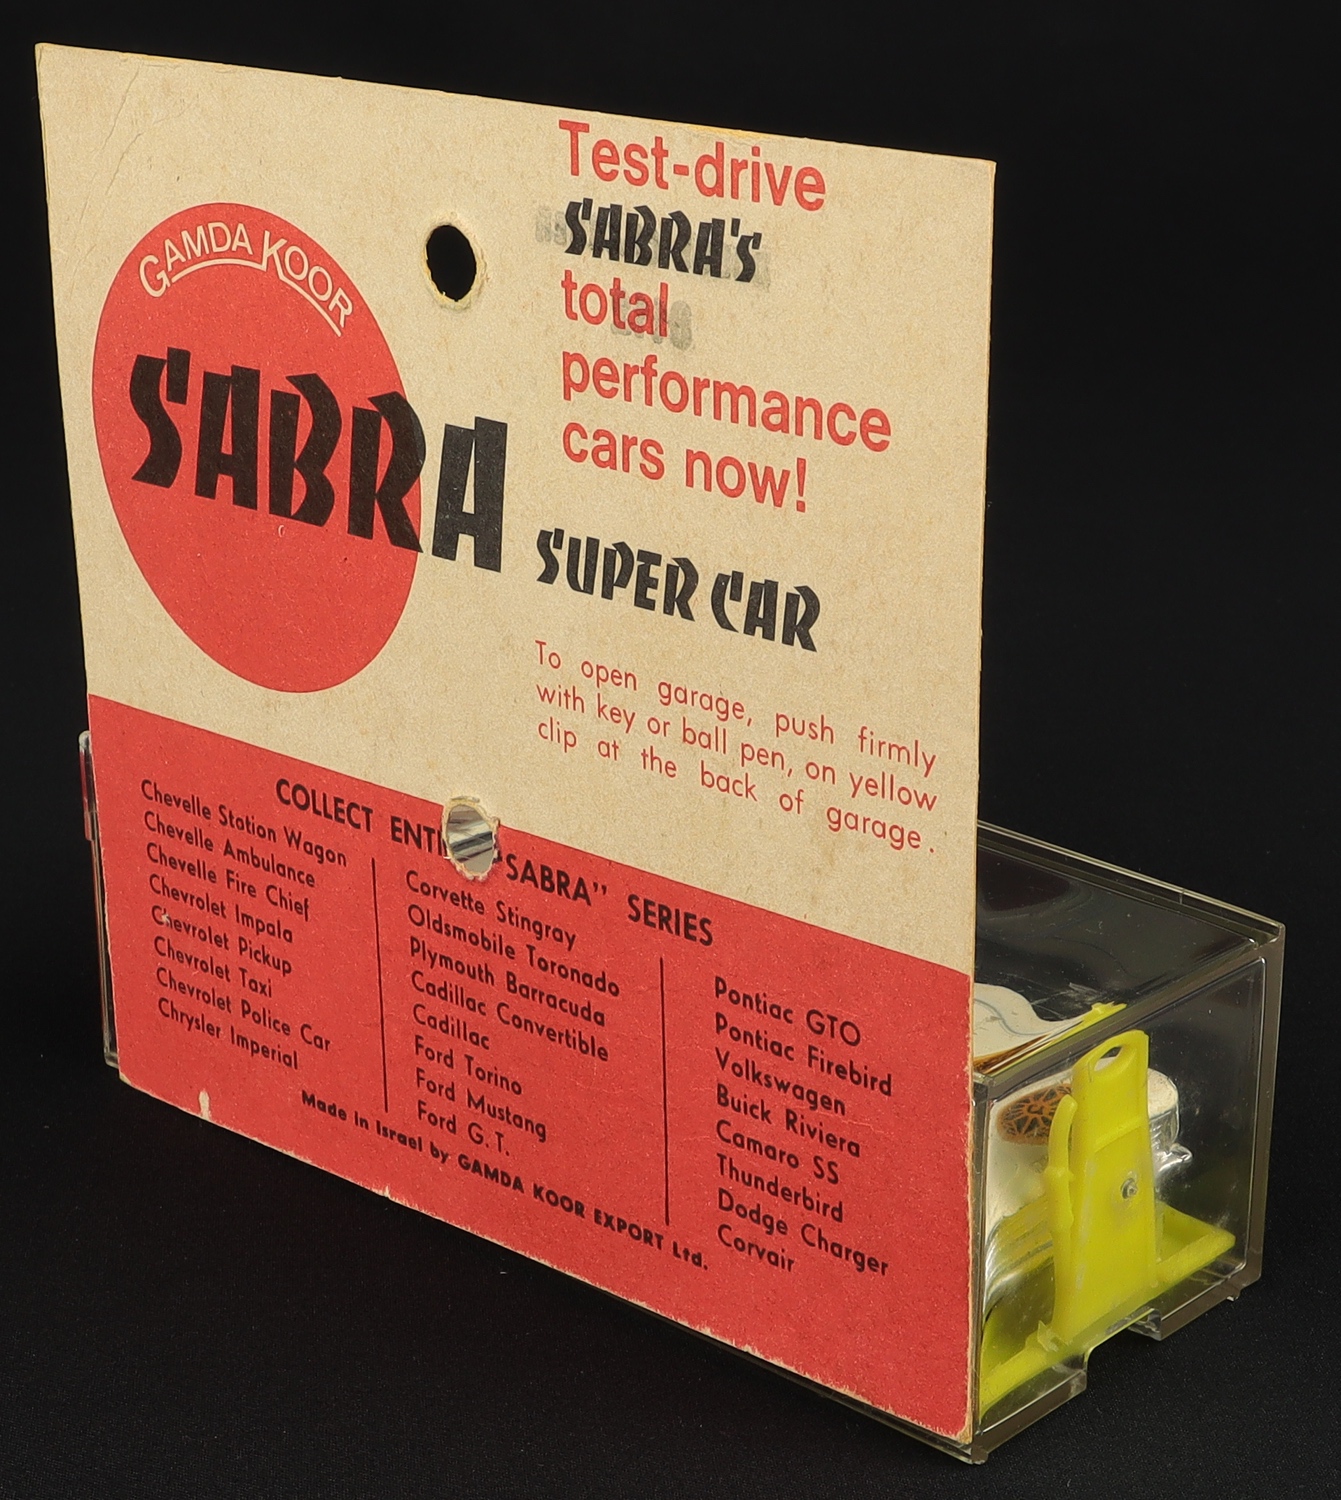 GAMDA KOOR
SABRA
Test-drive
SABRA's
total
performance
cars now!
SUPER CAR
To open garage, push firmly
with key or ball pen, on yellow
clip at the back of garage.
COLLECT "SABRA" SERIES
Chevelle Station Wagon
Chevelle Ambulance
Chevelle Fire Chief
Chevrolet Impala
Chevrolet Pickup
Chevrolet Taxi
Chevrolet Police Car
Chrysler Imperial
Corvette Stingray
Oldsmobile Toronado
Plymouth Barracuda
Cadillac Convertible
Cadillac
Ford Torino
Ford Mustang
Ford G.T.
Pontiac GTO
Pontiac Firebird
Volkswagen
Buick Riviera
Camaro SS
Thunderbird
Dodge Charger
Corvair
Made in Israel by GAMDA KOOR EXPORT Ltd.